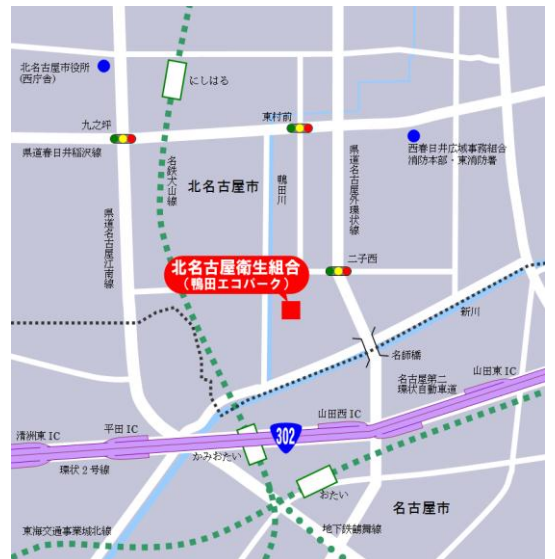 北名古屋市役所
(西庁舎)
にしはる
九之坪
東村前
県道春日井稲沢線
西春日井広域事務組合
消防本部・東消防署
名鉄犬山線
北名古屋市
鴨田川
県道名古屋外環状線
県道名古屋江南線
二子西
北名古屋衛生組合
(鴨田エコパーク)
新川
名師橋
名古屋第二
環状自動車道
山田東IC
山田西IC
平田IC
清洲東IC
302
環状2号線
かみおたい
おたい
名古屋市
東海交通事業城北線
地下鉄鶴舞線